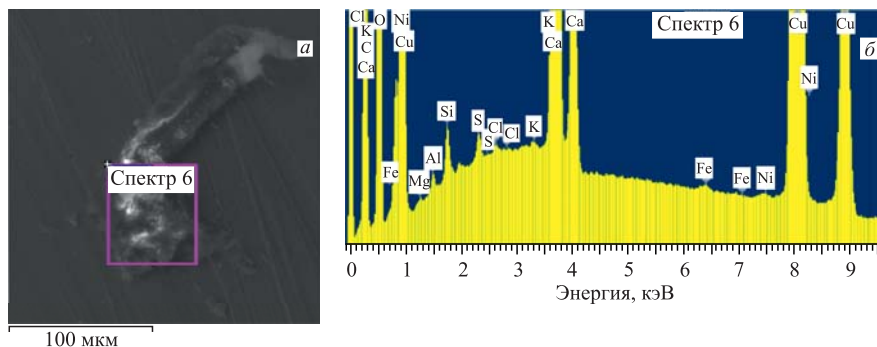 а
Спектр 6
100 мкм
Спектр 6
б
Cl
O
Ni
K
Cu
C
Ca
Fe
Mg
Al
Si
S
S
Cl
Cl
K
K
Ca
Ca
Fe
Fe
Ni
Cu
Ni
Cu
0 1 2 3 4 5 6 7 8 9
Энергия, кэВ